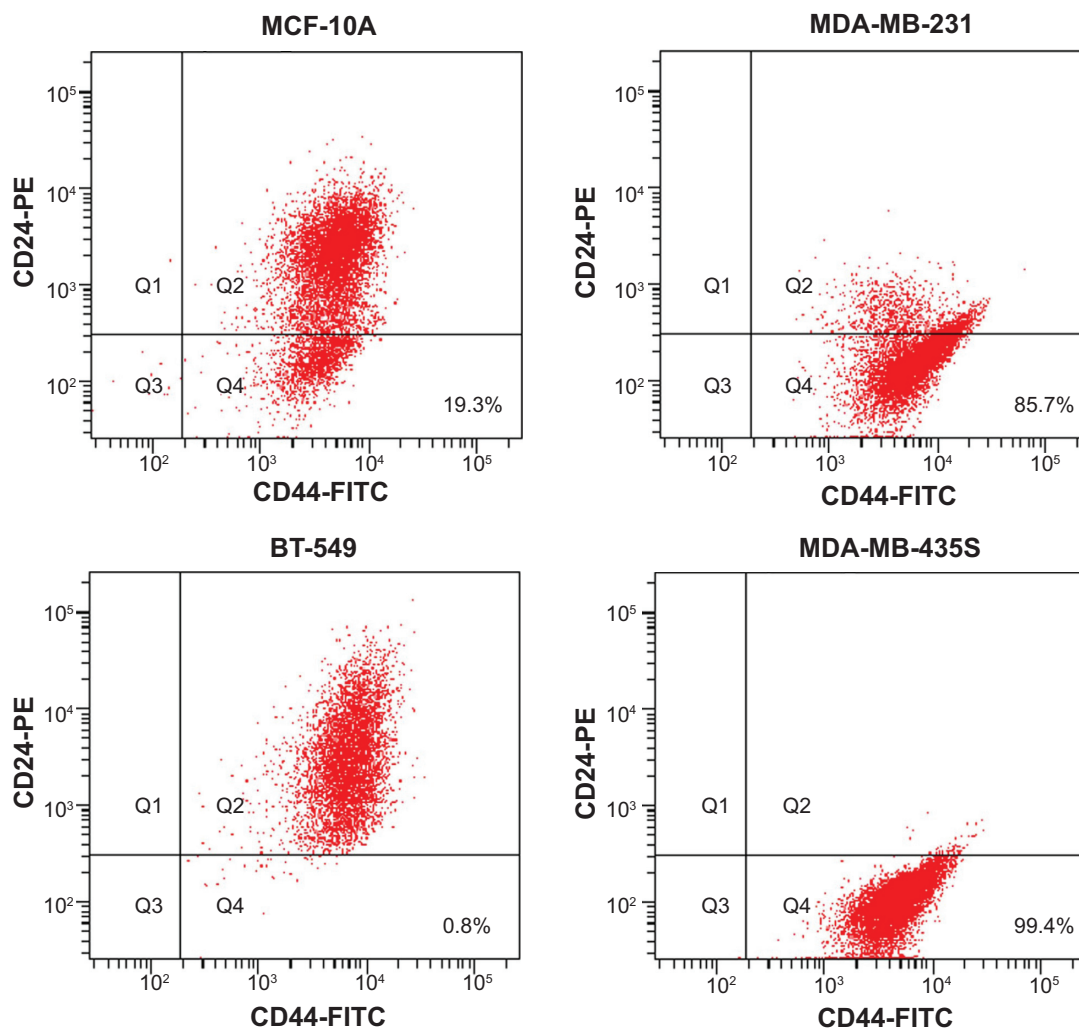 MCF-10A
CD24-PE
10⁵
10⁴
10³
10²
Q1 Q2
Q3 Q4
19.3%
10² 10³ 10⁴ 10⁵
CD44-FITC
MDA-MB-231
CD24-PE
10⁵
10⁴
10³
10²
Q1 Q2
Q3 Q4
85.7%
10² 10³ 10⁴ 10⁵
CD44-FITC
BT-549
CD24-PE
10⁵
10⁴
10³
10²
Q1 Q2
Q3 Q4
0.8%
10² 10³ 10⁴ 10⁵
CD44-FITC
MDA-MB-435S
CD24-PE
10⁵
10⁴
10³
10²
Q1 Q2
Q3 Q4
99.4%
10² 10³ 10⁴ 10⁵
CD44-FITC